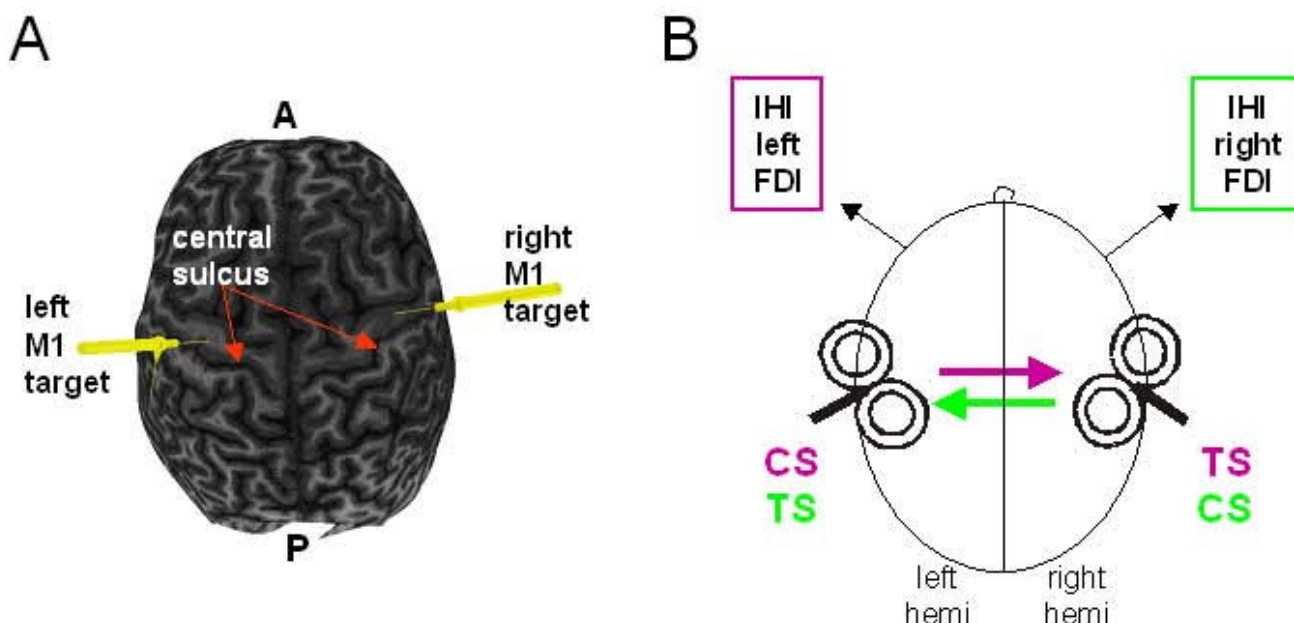 A
A
central
sulcus
left
M1
target
right
M1
target
P
B
IHI
left
FDI
IHI
right
FDI
CS
TS
TS
CS
left
hemi
right
hemi